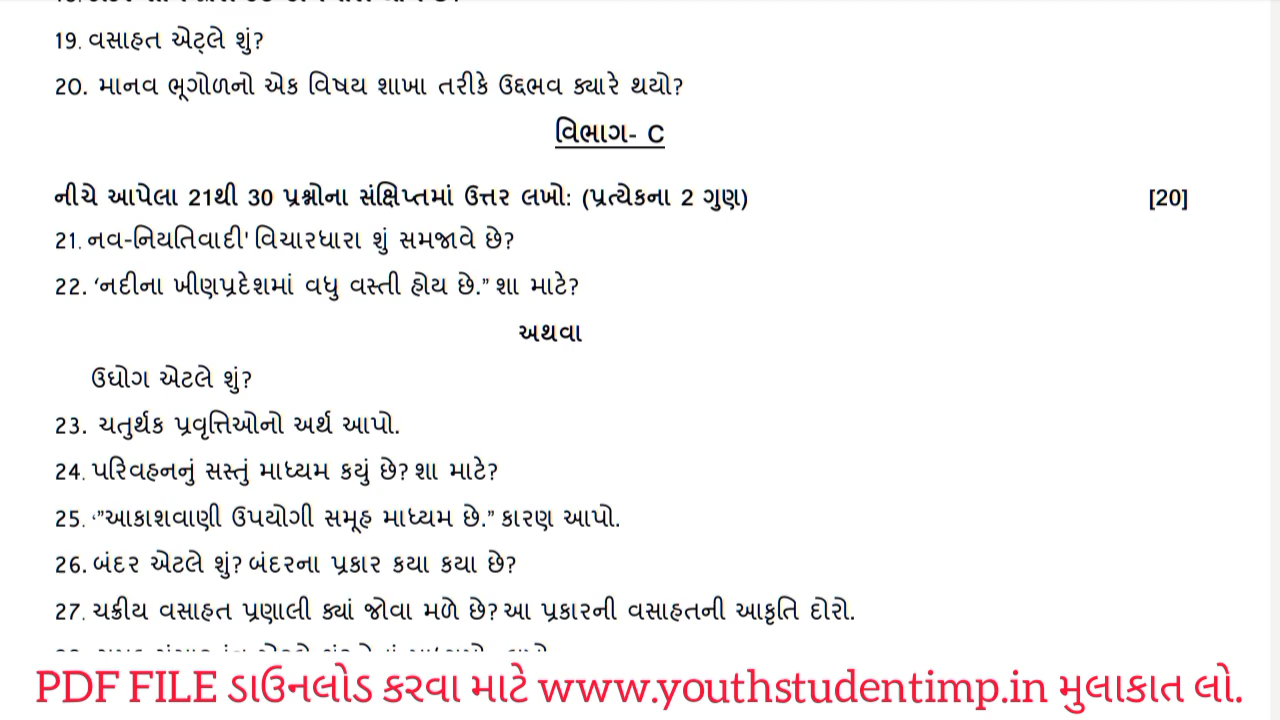 19. વસાહત એટ્લે શું?
20. માનવ ભૂગોળનો એક વિષય શાખા તરીકે ઉદ્દભવ ક્યારે થયો?
વિભાગ- C
નીચે આપેલા 21થી 30 પ્રશ્નોના સંક્ષિપ્તમાં ઉત્તર લખો: (પ્રત્યેકના 2 ગુણ) [20]
21. નવ-નિયતિવાદી' વિચારધારા શું સમજાવે છે?
22. ‘નદીના ખીણપ્રદેશમાં વધુ વસ્તી હોય છે.” શા માટે?
અથવા
ઉધોગ એટલે શું?
23. ચતુર્થક પ્રવૃત્તિઓનો અર્થ આપો.
24. પરિવહનનું સસ્તું માધ્યમ કયું છે? શા માટે?
25. ‘”આકાશવાણી ઉપયોગી સમૂહ માધ્યમ છે.” કારણ આપો.
26. બંદર એટલે શું? બંદરના પ્રકાર કયા કયા છે?
27. ચક્રીય વસાહત પ્રણાલી ક્યાં જોવા મળે છે? આ પ્રકારની વસાહતની આકૃતિ દોરો.
PDF FILE ડાઉનલોડ કરવા માટે www.youthstudentimp.in મુલાકાત લો.